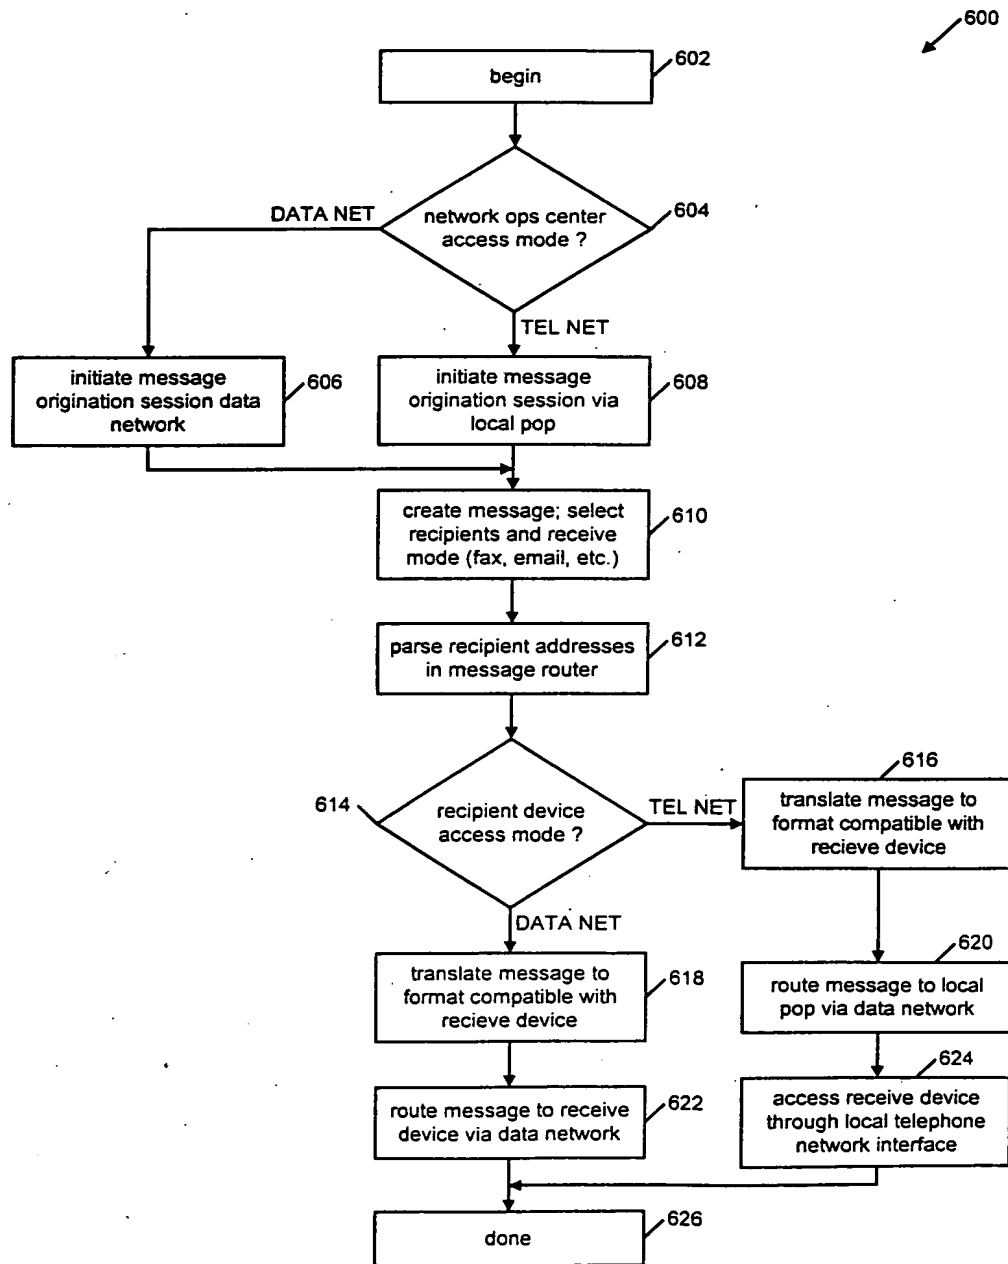 600
602
begin
604
network ops center
access mode ?
DATA NET
TEL NET
initiate message
origination session data
network
606
initiate message
origination session via
local pop
608
create message; select
recipients and receive
mode (fax, email, etc.)
610
parse recipient addresses
in message router
612
614
recipient device
access mode ?
TEL NET
616
translate message to
format compatible with
recieve device
DATA NET
translate message to
format compatible with
recieve device
618
620
route message to local
pop via data network
route message to receive
device via data network
622
624
access receive device
through local telephone
network interface
done
626